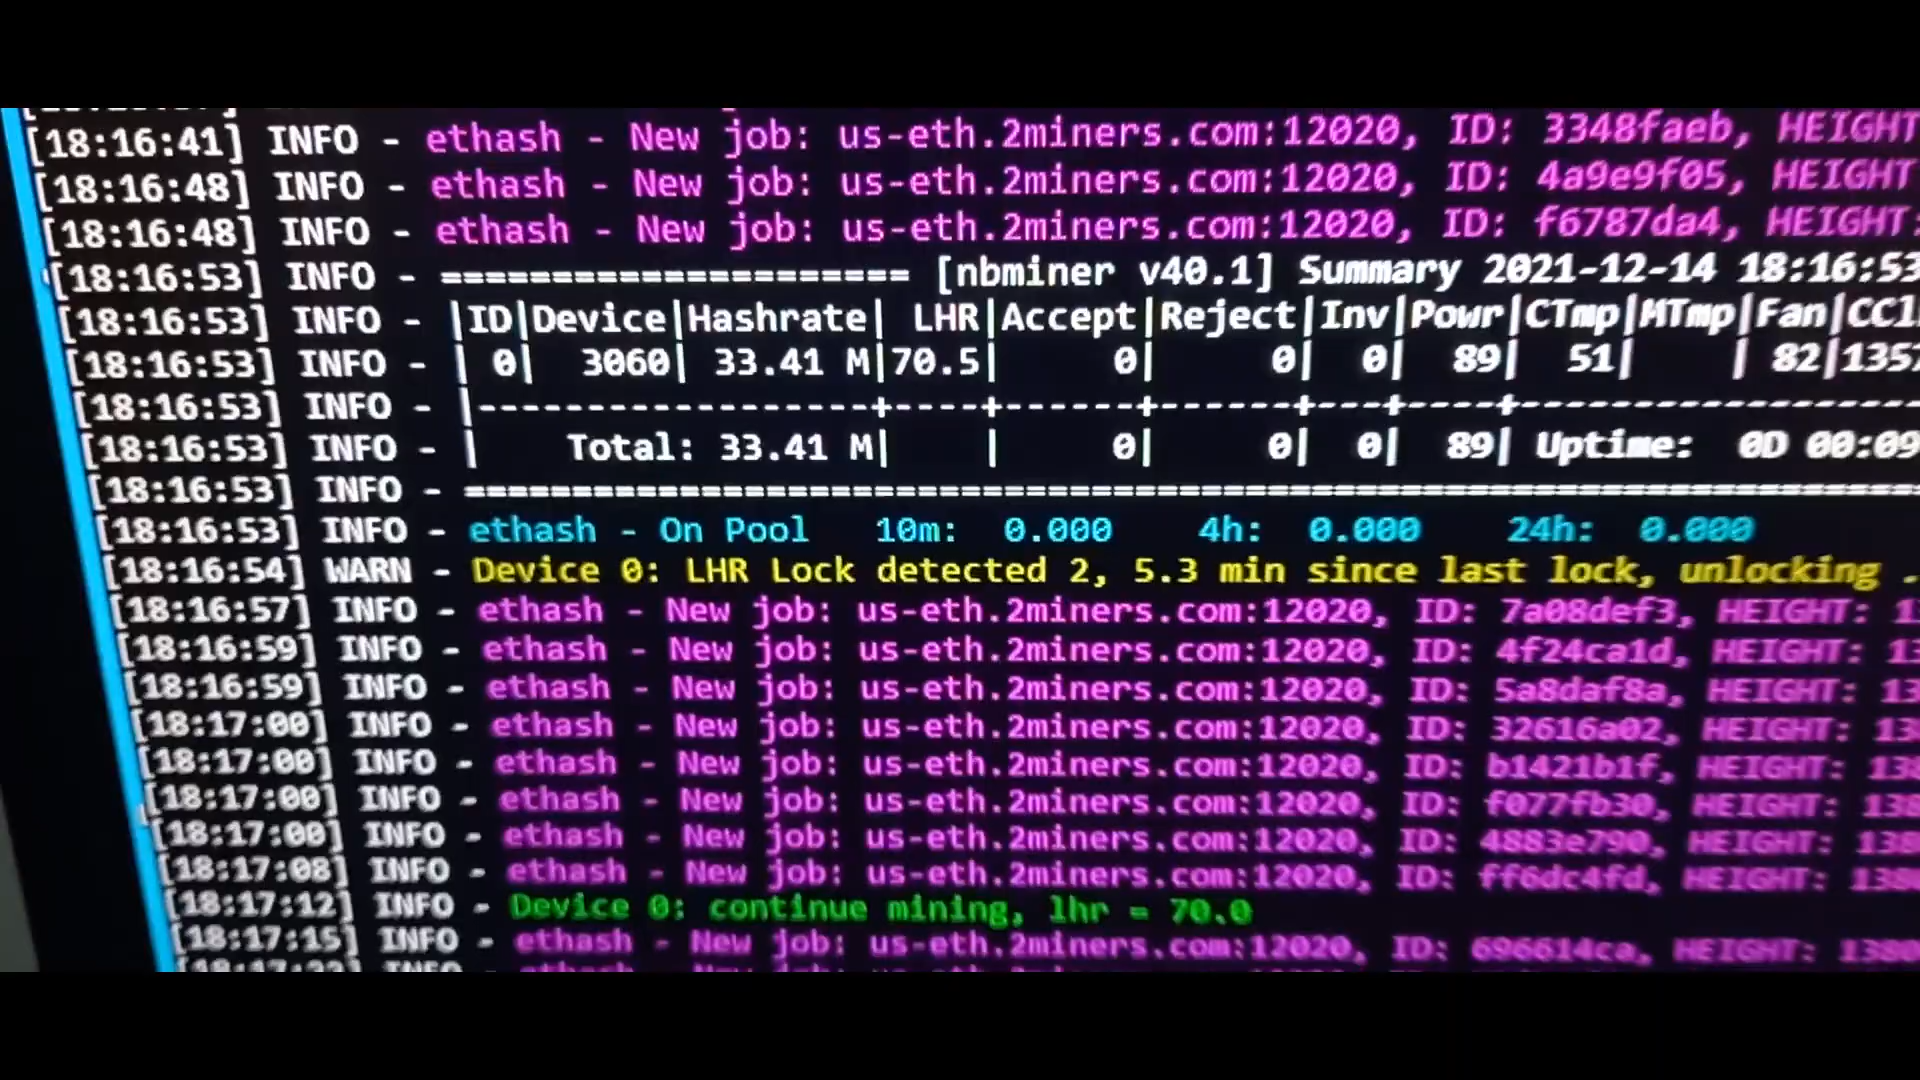 [18:16:41] INFO - ethash - New job: us-eth.2miners.com:12020, ID: 3348faeb, HEIGHT
[18:16:48] INFO - ethash - New job: us-eth.2miners.com:12020, ID: 4a9e9f05, HEIGHT
[18:16:48] INFO - ethash - New job: us-eth.2miners.com:12020, ID: f6787da4, HEIGHT:
[18:16:53] INFO - ====================== [nbminer v40.1] Summary 2021-12-14 18:16:53
[18:16:53] INFO - |ID|Device|Hashrate| LHR|Accept|Reject|Inv|Powr|CTmp|MTmp|Fan|CCl
[18:16:53] INFO - | 0| 3060| 33.41 M|70.5| 0| 0| 0| 89| 51| | 82|1357
[18:16:53] INFO - |------------------+----+------+------+---+----+------------------
[18:16:53] INFO - | Total: 33.41 M| | 0| 0| 0| 89| Uptime: 0D 00:09
[18:16:53] INFO - ==================================================================
[18:16:53] INFO - ethash - On Pool 10m: 0.000 4h: 0.000 24h: 0.000
[18:16:54] WARN - Device 0: LHR Lock detected 2, 5.3 min since last lock, unlocking .
[18:16:57] INFO - ethash - New job: us-eth.2miners.com:12020, ID: 7a08def3, HEIGHT: 1
[18:16:59] INFO - ethash - New job: us-eth.2miners.com:12020, ID: 4f24ca1d, HEIGHT: 13
[18:16:59] INFO - ethash - New job: us-eth.2miners.com:12020, ID: 5a8daf8a, HEIGHT: 13
[18:17:00] INFO - ethash - New job: us-eth.2miners.com:12020, ID: 32616a02, HEIGHT: 13
[18:17:00] INFO - ethash - New job: us-eth.2miners.com:12020, ID: b1421b1f, HEIGHT: 138
[18:17:00] INFO - ethash - New job: us-eth.2miners.com:12020, ID: f077fb30, HEIGHT: 138
[18:17:00] INFO - ethash - New job: us-eth.2miners.com:12020, ID: 4883e790, HEIGHT: 138
[18:17:08] INFO - ethash - New job: us-eth.2miners.com:12020, ID: ff6dc4fd, HEIGHT: 1380
[18:17:12] INFO - Device 0: continue mining, lhr = 70.0
[18:17:15] INFO - ethash - New job: us-eth.2miners.com:12020, ID: 696614ca, HEIGHT: 1380